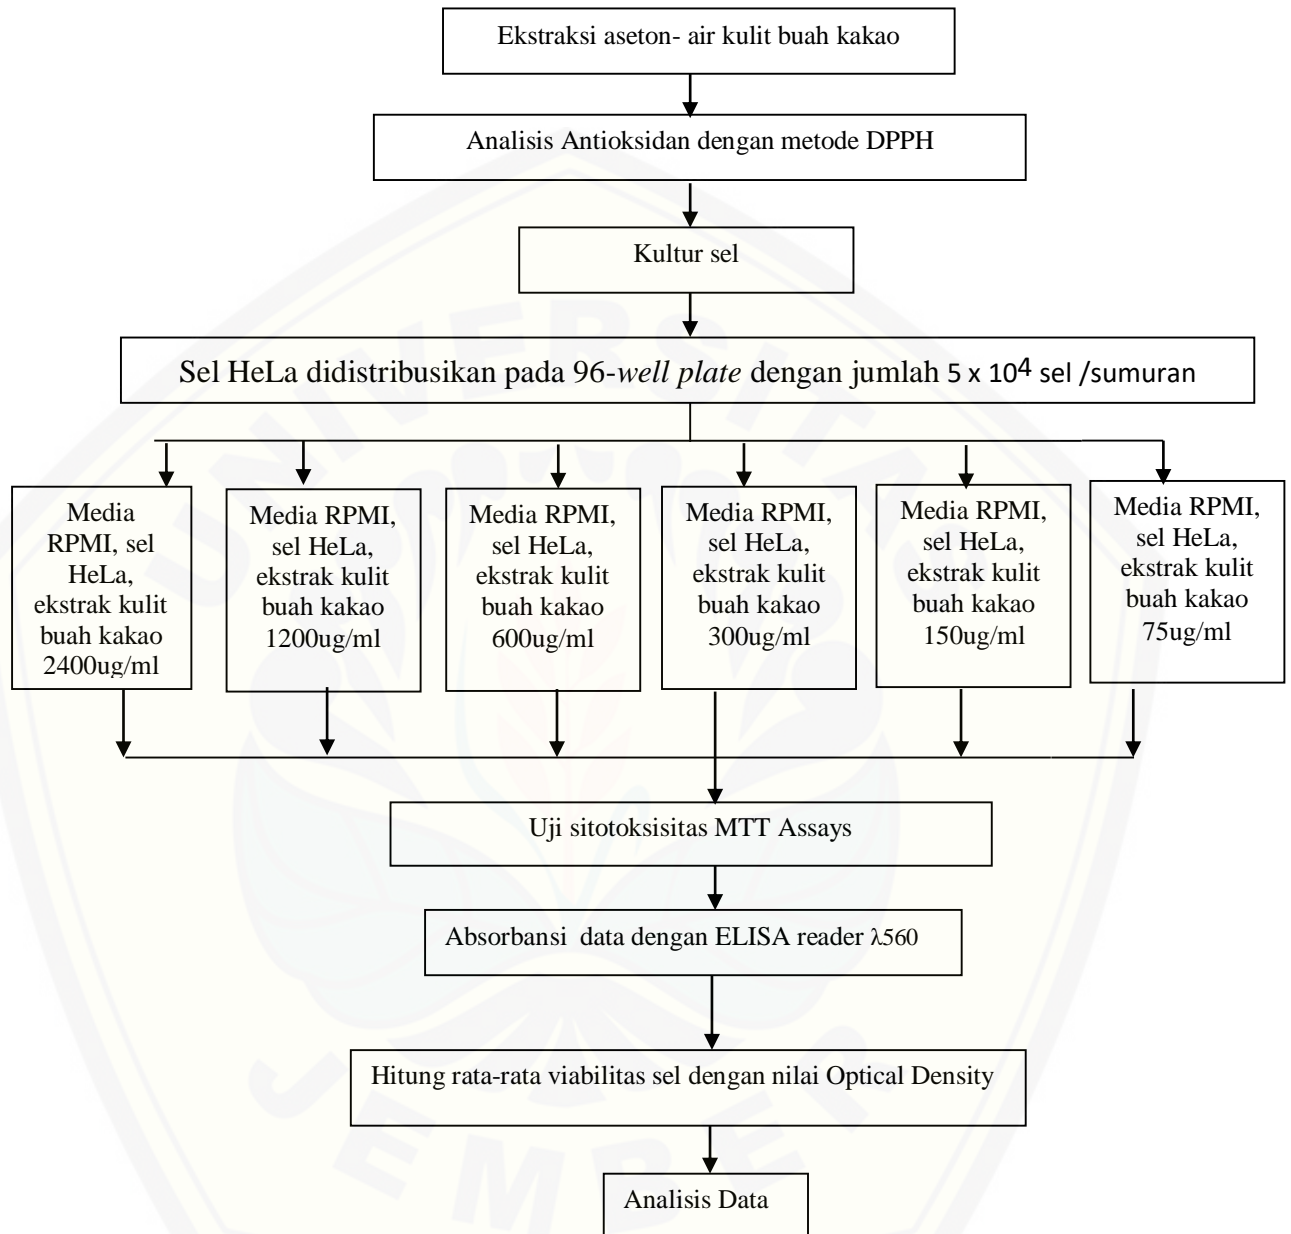 Ekstraksi aseton- air kulit buah kakao
Analisis Antioksidan dengan metode DPPH
Kultur sel
Sel HeLa didistribusikan pada 96-well plate dengan jumlah 5 x 10⁴ sel /sumuran
Media
RPMI, sel
HeLa,
ekstrak kulit
buah kakao
2400ug/ml
Media RPMI,
sel HeLa,
ekstrak kulit
buah kakao
1200ug/ml
Media RPMI,
sel HeLa,
ekstrak kulit
buah kakao
600ug/ml
Media RPMI,
sel HeLa,
ekstrak kulit
buah kakao
300ug/ml
Media RPMI,
sel HeLa,
ekstrak kulit
buah kakao
150ug/ml
Media RPMI,
sel HeLa,
ekstrak kulit
buah kakao
75ug/ml
Uji sitotoksisitas MTT Assays
Absorbansi data dengan ELISA reader λ560
Hitung rata-rata viabilitas sel dengan nilai Optical Density
Analisis Data
UNIVERSITAS
JEMBER